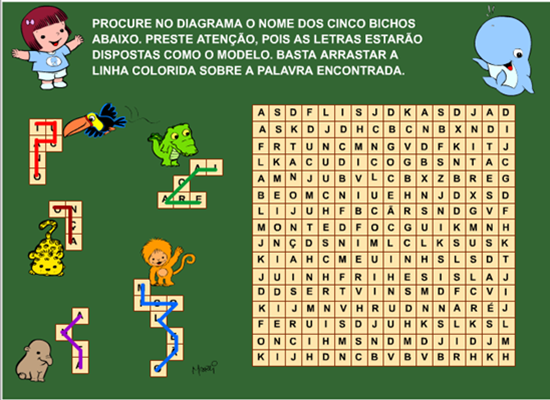 PROCURE NO DIAGRAMA O NOME DOS CINCO BICHOS
ABAIXO. PRESTE ATENÇÃO, POIS AS LETRAS ESTARÃO
DISPOSTAS COMO O MODELO. BASTA ARRASTAR A
LINHA COLORIDA SOBRE A PALAVRA ENCONTRADA.
A S D F L I S J D K A S D J A D
A S K D J D H C B C N B X N D I
F R T U N C M N G V D F K I T J
L K A C U D I C O G B S N T A C
A M N J U B V L C B X Z B R E G
B E O M C N I U E H N J D X S D
L I J U H F B C Ã R S N D G V F
M O N T E D F O C G U I K M N H
J N Ç D S N I M L C L K S U S K
K I A H C M E U I N H S L S D T
J U I N H F R I H E S I S L A J
D D S E R T V I N S M D F C V J
K I J M N V H R U D N N A R É J
F E R U I S D J U H K S L K S L
O N C I H M S N D M D J I D J M
K I J H D N C B V B V B R H K H